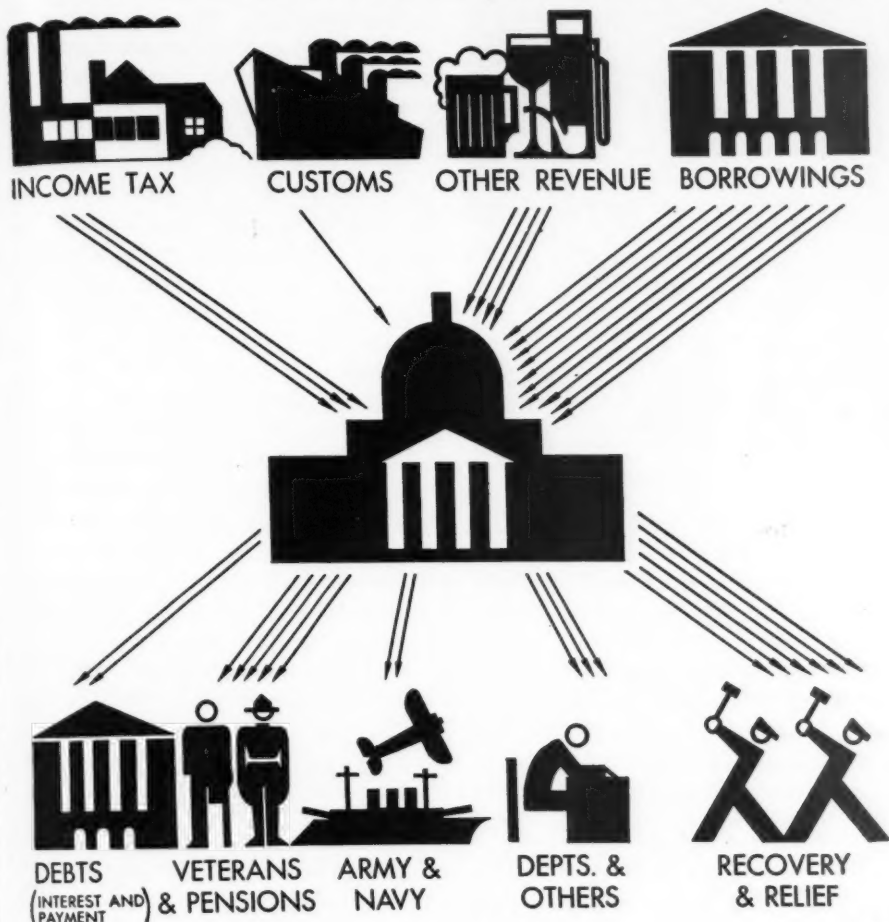 INCOME TAX
CUSTOMS
OTHER REVENUE
BORROWINGS
DEBTS
(INTEREST AND
PAYMENT)
VETERANS
& PENSIONS
ARMY &
NAVY
DEPTS. &
OTHERS
RECOVERY
& RELIEF